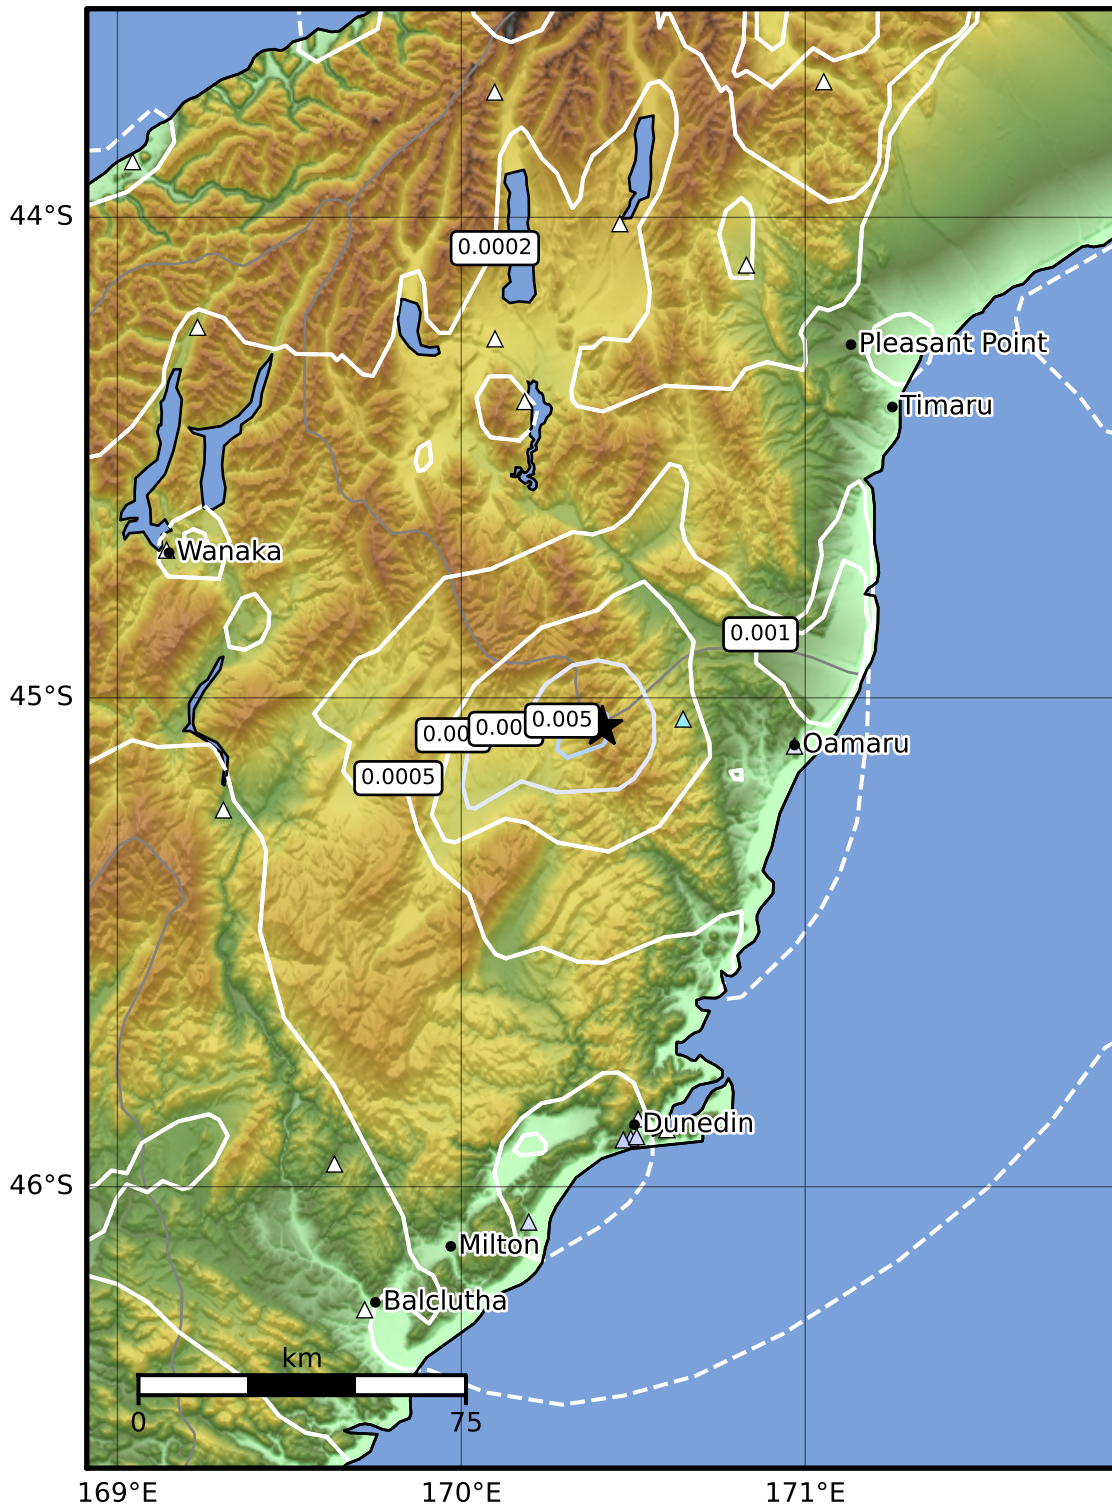 44°S
45°S
46°S
0.0002
Pleasant Point
Timaru
Wanaka
0.001
0.005
0.0005
Oamaru
Dunedin
Milton
Balclutha
km
0
75
169°E
170°E
171°E